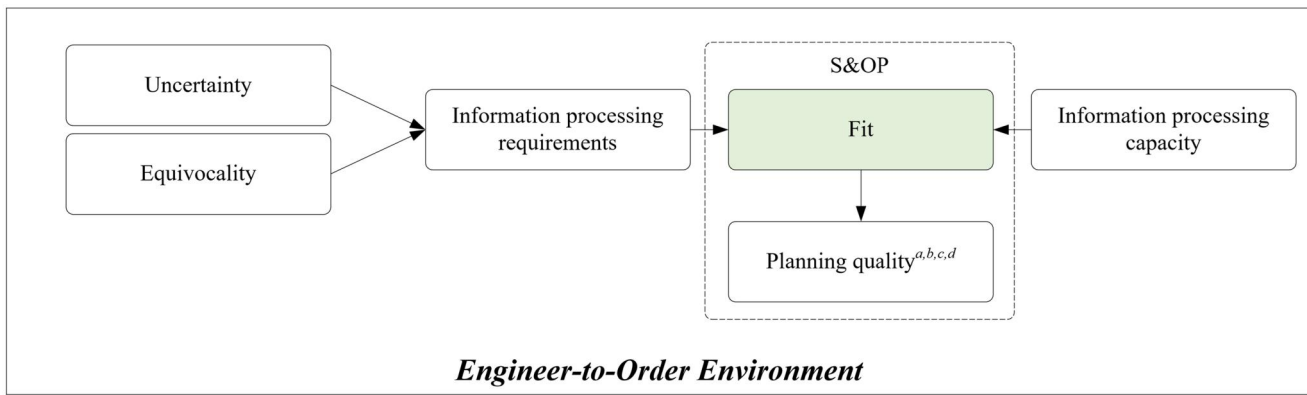 S&OP
Uncertainty
Equivocality
Information processing
requirements
Fit
Information processing
capacity
Planning quality^a,b,c,d
Engineer-to-Order Environment